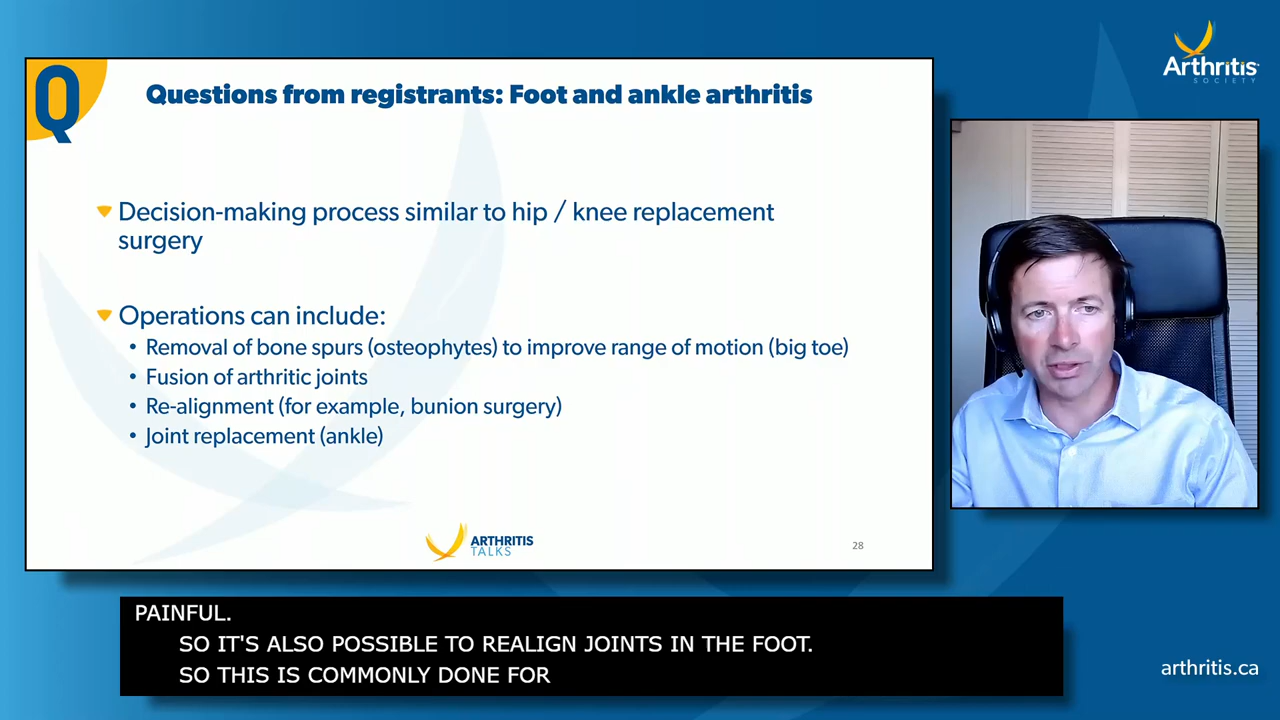 Q
Questions from registrants: Foot and ankle arthritis
Decision-making process similar to hip / knee replacement
surgery
Operations can include:
• Removal of bone spurs (osteophytes) to improve range of motion (big toe)
• Fusion of arthritic joints
• Re-alignment (for example, bunion surgery)
• Joint replacement (ankle)
ARTHRITIS
TALKS
28
Arthritis
SOCIETY
PAINFUL.
SO IT'S ALSO POSSIBLE TO REALIGN JOINTS IN THE FOOT.
SO THIS IS COMMONLY DONE FOR
arthritis.ca